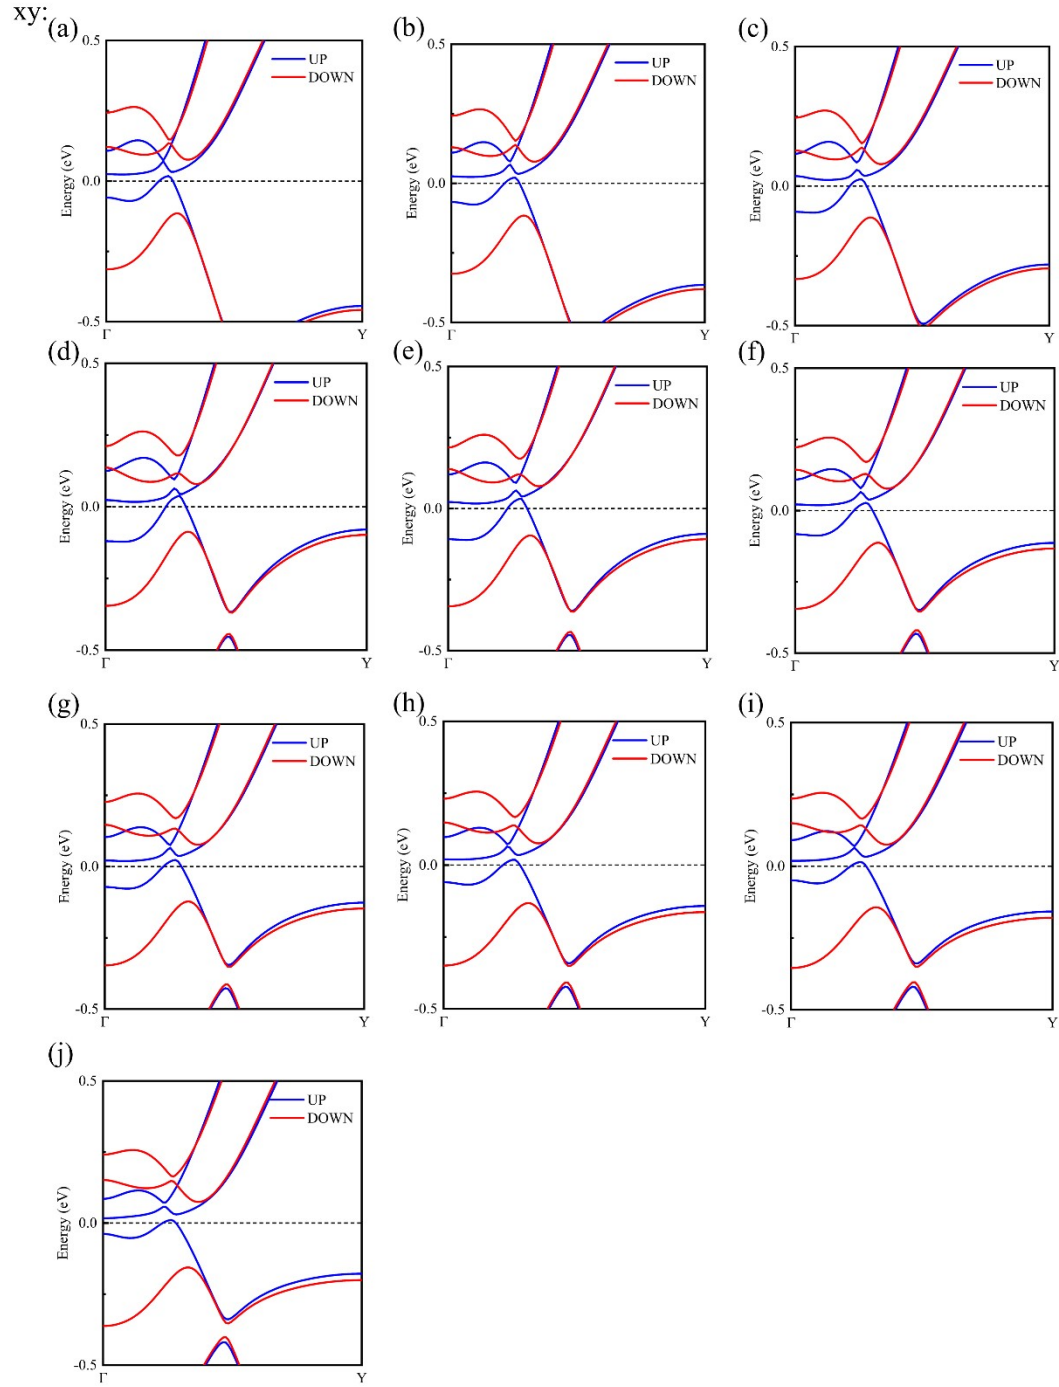 xy:
(a)
0.5
UP
DOWN
Energy (eV)
0.0
-0.5
Γ
Y
(b)
0.5
UP
DOWN
Energy (eV)
0.0
-0.5
Γ
Y
(c)
0.5
UP
DOWN
Energy (eV)
0.0
-0.5
Γ
Y
(d)
0.5
UP
DOWN
Energy (eV)
0.0
-0.5
Γ
Y
(e)
0.5
UP
DOWN
Energy (eV)
0.0
-0.5
Γ
Y
(f)
0.5
UP
DOWN
Energy (eV)
0.0
-0.5
Γ
Y
(g)
0.5
UP
DOWN
Energy (eV)
0.0
-0.5
Γ
Y
(h)
0.5
UP
DOWN
Energy (eV)
0.0
-0.5
Γ
Y
(i)
0.5
UP
DOWN
Energy (eV)
0.0
-0.5
Γ
Y
(j)
0.5
UP
DOWN
Energy (eV)
0.0
-0.5
Γ
Y